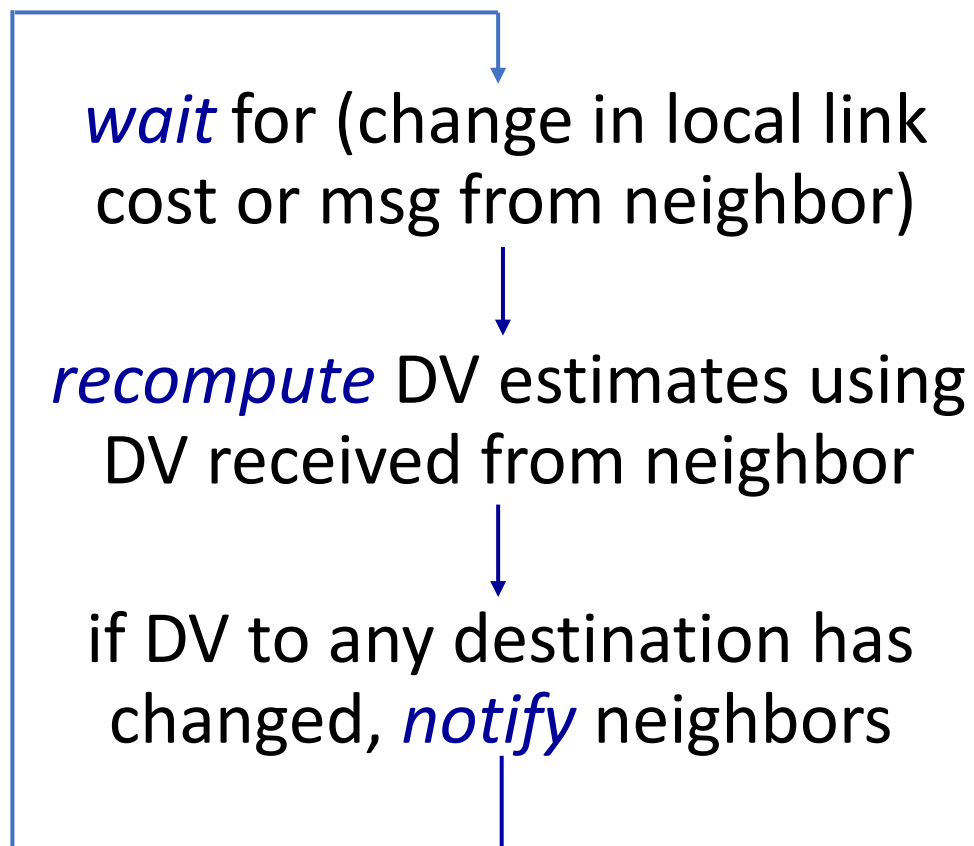 wait for (change in local link
cost or msg from neighbor)
recompute DV estimates using
DV received from neighbor
if DV to any destination has
changed, notify neighbors